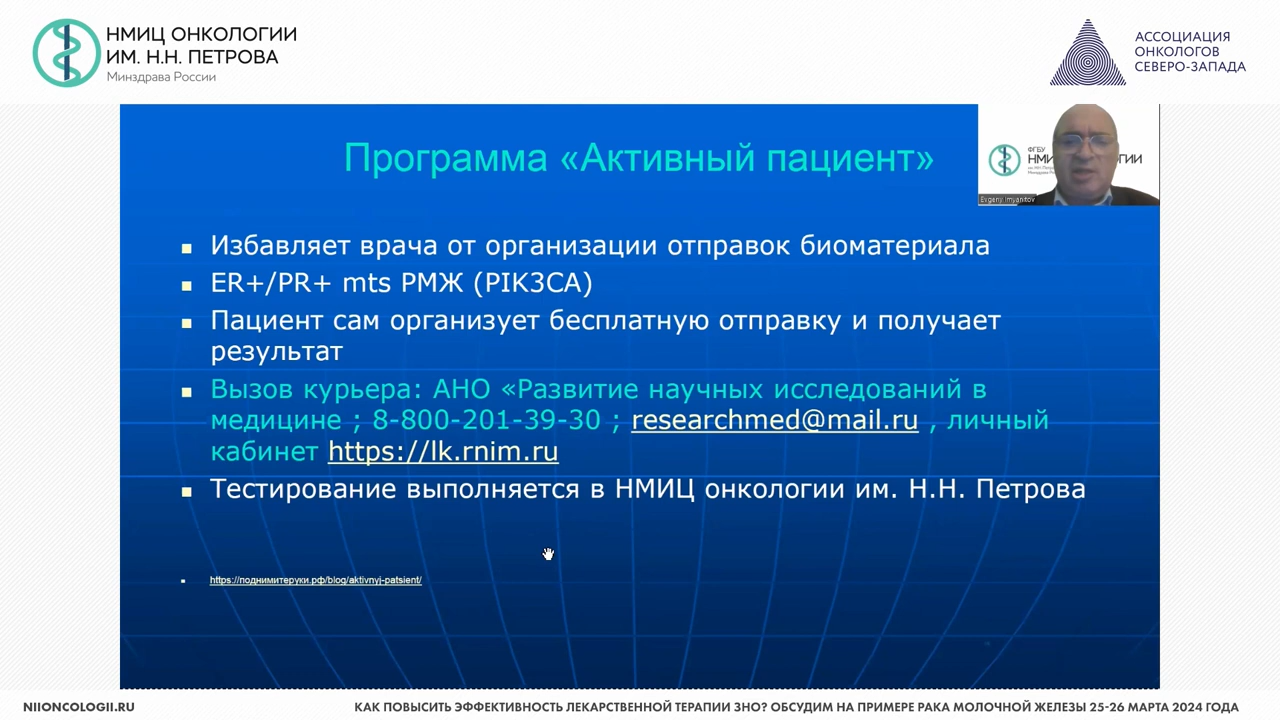 НМИЦ ОНКОЛОГИИ
ИМ. Н.Н. ПЕТРОВА
Минздрава России
АССОЦИАЦИЯ
ОНКОЛОГОВ
СЕВЕРО-ЗАПАДА
Программа «Активный пациент»
ФГБУ
Evgeny Imyanitov
Избавляет врача от организации отправок биоматериала
ER+/PR+ mts РМЖ (PIK3CA)
Пациент сам организует бесплатную отправку и получает
результат
Вызов курьера: АНО «Развитие научных исследований в
медицине ; 8-800-201-39-30 ; researchmed@mail.ru , личный
кабинет https://lk.rnim.ru
Тестирование выполняется в НМИЦ онкологии им. Н.Н. Петрова
https://поднимитеруки.рф/blog/aktivnyj-patsient/
NIIONCOLOGII.RU
КАК ПОВЫСИТЬ ЭФФЕКТИВНОСТЬ ЛЕКАРСТВЕННОЙ ТЕРАПИИ ЗНО? ОБСУДИМ НА ПРИМЕРЕ РАКА МОЛОЧНОЙ ЖЕЛЕЗЫ 25-26 МАРТА 2024 ГОДА